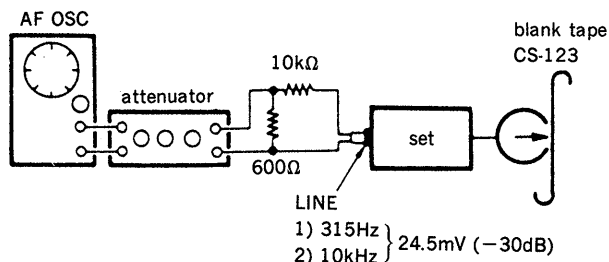 AF OSC
attenuator
10kΩ
600Ω
set
blank tape
CS-123
LINE
1) 315Hz
2) 10kHz
24.5mV (−30dB)